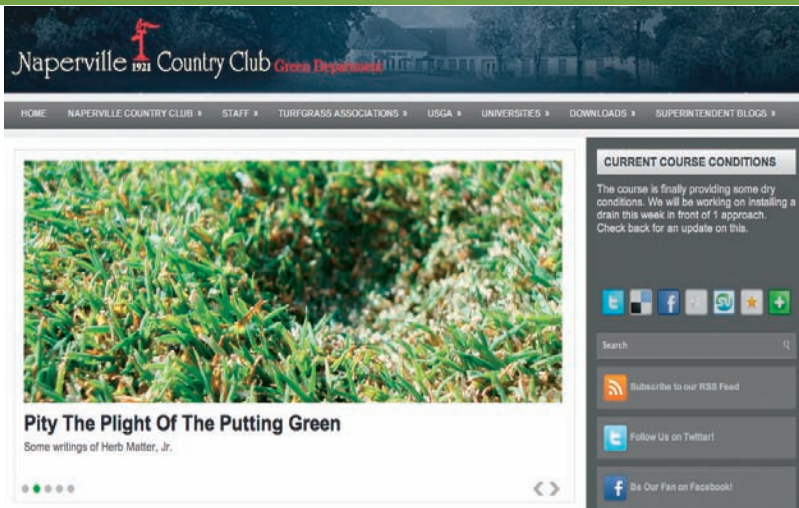 Naperville 1921 Country Club Green Department
HOME NAPERVILLE COUNTRY CLUB STAFF TURFGRASS ASSOCIATIONS USGA UNIVERSITIES DOWNLOADS SUPERINTENDENT BLOGS
CURRENT COURSE CONDITIONS
The course is finally providing some dry
conditions. We will be working on installing a
drain this week in front of 1 approach.
Check back for an update on this.
Search
Subscribe to our RSS Feed
Follow Us on Twitter!
Be Our Fan on Facebook!
Pity The Plight Of The Putting Green
Some writings of Herb Matter, Jr.